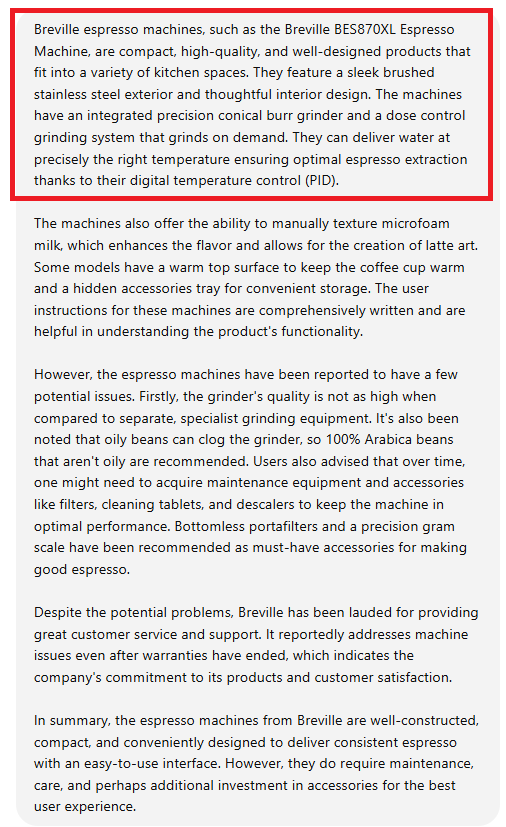 Breville espresso machines, such as the Breville BES870XL Espresso
Machine, are compact, high-quality, and well-designed products that
fit into a variety of kitchen spaces. They feature a sleek brushed
stainless steel exterior and thoughtful interior design. The machines
have an integrated precision conical burr grinder and a dose control
grinding system that grinds on demand. They can deliver water at
precisely the right temperature ensuring optimal espresso extraction
thanks to their digital temperature control (PID).
The machines also offer the ability to manually texture microfoam
milk, which enhances the flavor and allows for the creation of latte art.
Some models have a warm top surface to keep the coffee cup warm
and a hidden accessories tray for convenient storage. The user
instructions for these machines are comprehensively written and are
helpful in understanding the product's functionality.
However, the espresso machines have been reported to have a few
potential issues. Firstly, the grinder's quality is not as high when
compared to separate, specialist grinding equipment. It's also been
noted that oily beans can clog the grinder, so 100% Arabica beans
that aren't oily are recommended. Users also advised that over time,
one might need to acquire maintenance equipment and accessories
like filters, cleaning tablets, and descalers to keep the machine in
optimal performance. Bottomless portafilters and a precision gram
scale have been recommended as must-have accessories for making
good espresso.
Despite the potential problems, Breville has been lauded for providing
great customer service and support. It reportedly addresses machine
issues even after warranties have ended, which indicates the
company's commitment to its products and customer satisfaction.
In summary, the espresso machines from Breville are well-constructed,
compact, and conveniently designed to deliver consistent espresso
with an easy-to-use interface. However, they do require maintenance,
care, and perhaps additional investment in accessories for the best
user experience.